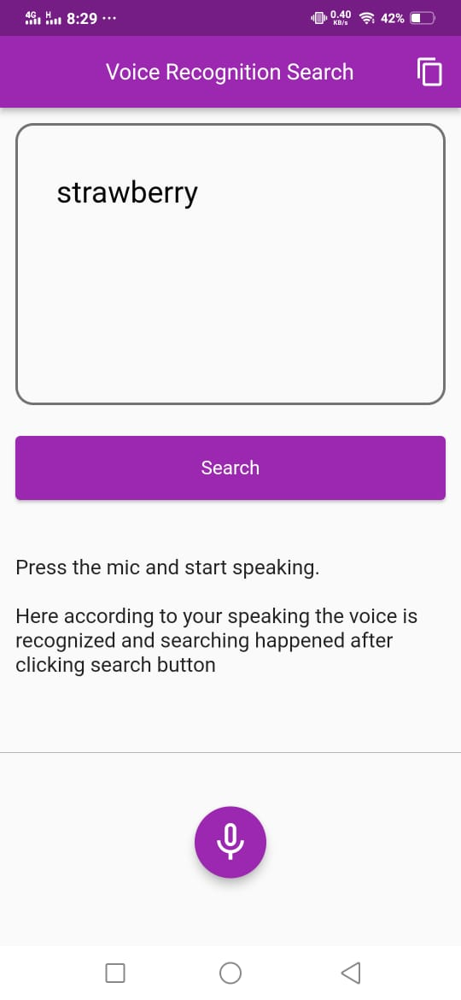 4G H 8:29 ··· 0.40 KB/s 42%
Voice Recognition Search
strawberry
Search
Press the mic and start speaking.
Here according to your speaking the voice is
recognized and searching happened after
clicking search button